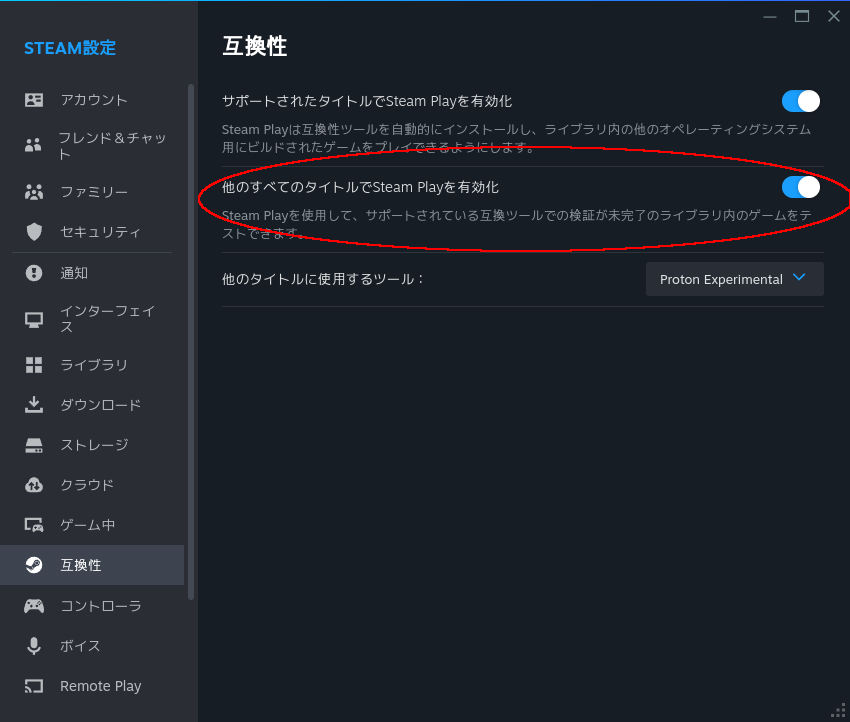 STEAM設定
アカウント
フレンド＆チャッ
ト
ファミリー
セキュリティ
通知
インターフェイ
ス
ライブラリ
ダウンロード
ストレージ
クラウド
ゲーム中
互換性
コントローラ
ボイス
Remote Play
互換性
サポートされたタイトルでSteam Playを有効化
Steam Playは互換性ツールを自動的にインストールし、ライブラリ内の他のオペレーティングシステム
用にビルドされたゲームをプレイできるようにします。
他のすべてのタイトルでSteam Playを有効化
Steam Playを使用して、サポートされている互換ツールでの検証が未完了のライブラリ内のゲームをテ
ストできます。
他のタイトルに使用するツール：
Proton Experimental